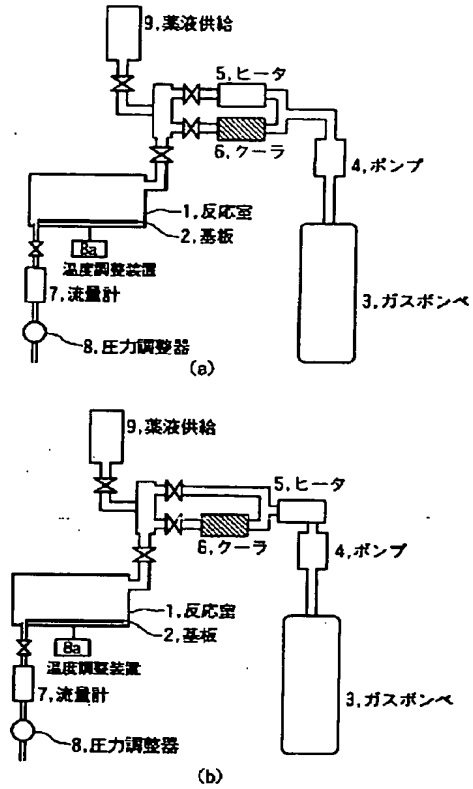 9,薬液供給
5,ヒータ
6,クーラ
4,ポンプ
1,反応室
2,基板
8a
温度調整装置
7,流量計
3,ガスボンベ
8,圧力調整器
(a)
9,薬液供給
5,ヒータ
6,クーラ
4,ポンプ
1,反応室
2,基板
8a
温度調整装置
7,流量計
3,ガスボンベ
8,圧力調整器
(b)